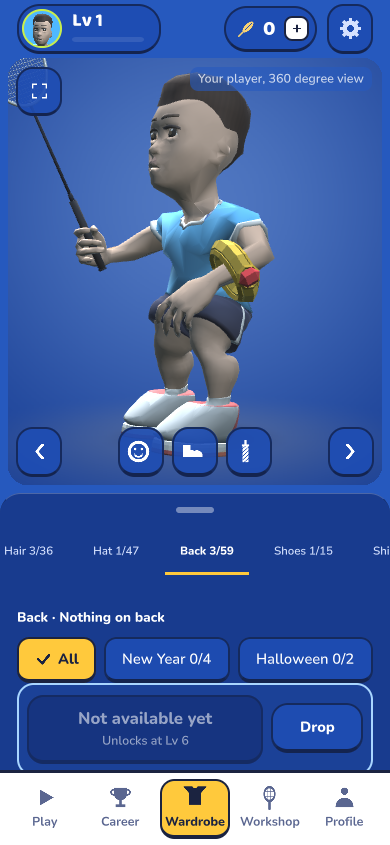 Lv 1
0
+
Your player, 360 degree view
Hair 3/36
Hat 1/47
Back 3/59
Shoes 1/15
Shi
Back · Nothing on back
All
New Year 0/4
Halloween 0/2
Not available yet
Unlocks at Lv 6
Drop
Play
Career
Wardrobe
Workshop
Profile